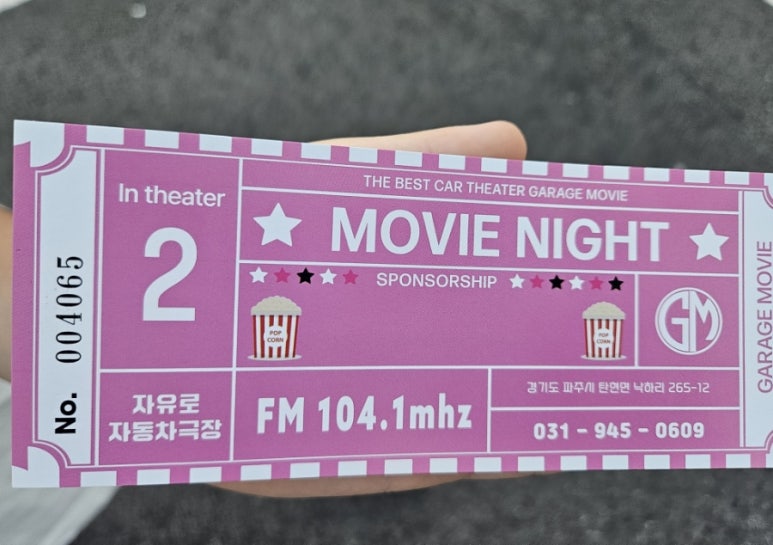 No. 004065
In theater
2
자유로
자동차극장
THE BEST CAR THEATER GARAGE MOVIE
MOVIE NIGHT
SPONSORSHIP
POP
CORN
POP
CORN
GM
FM 104.1mhz
경기도 파주시 탄현면 낙하리 265-12
031 - 945 - 0609
GARAGE MOVIE